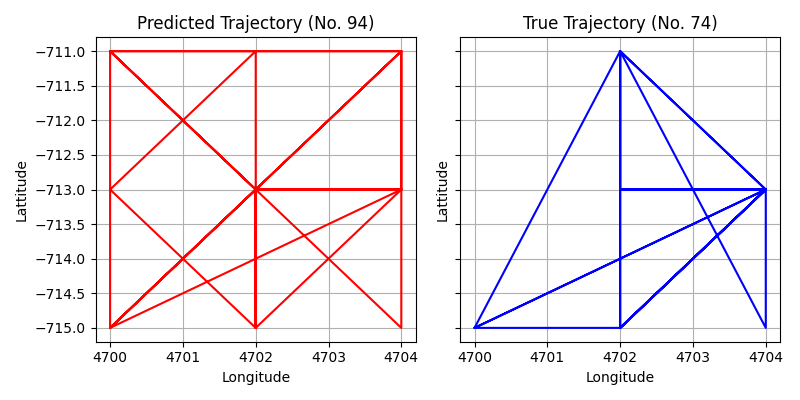 Predicted Trajectory (No. 94)
True Trajectory (No. 74)
Lattitude
−711.0
−711.5
−712.0
−712.5
−713.0
−713.5
−714.0
−714.5
−715.0
4700 4701 4702 4703 4704
Longitude
Lattitude
4700 4701 4702 4703 4704
Longitude